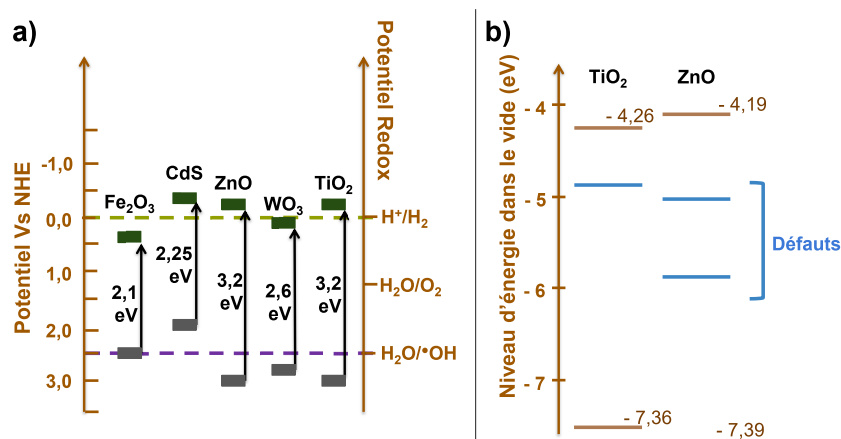 a)
Potentiel Vs NHE
-1,0
0,0
1,0
2,0
3,0
Fe₂O₃
CdS
ZnO
WO₃
TiO₂
2,1
eV
2,25
eV
3,2
eV
2,6
eV
3,2
eV
Potentiel Redox
H⁺/H₂
H₂O/O₂
H₂O/•OH
b)
Niveau d'énergie dans le vide (eV)
- 4
- 5
- 6
- 7
TiO₂
ZnO
- 4,26
- 4,19
Défauts
- 7,36
- 7,39